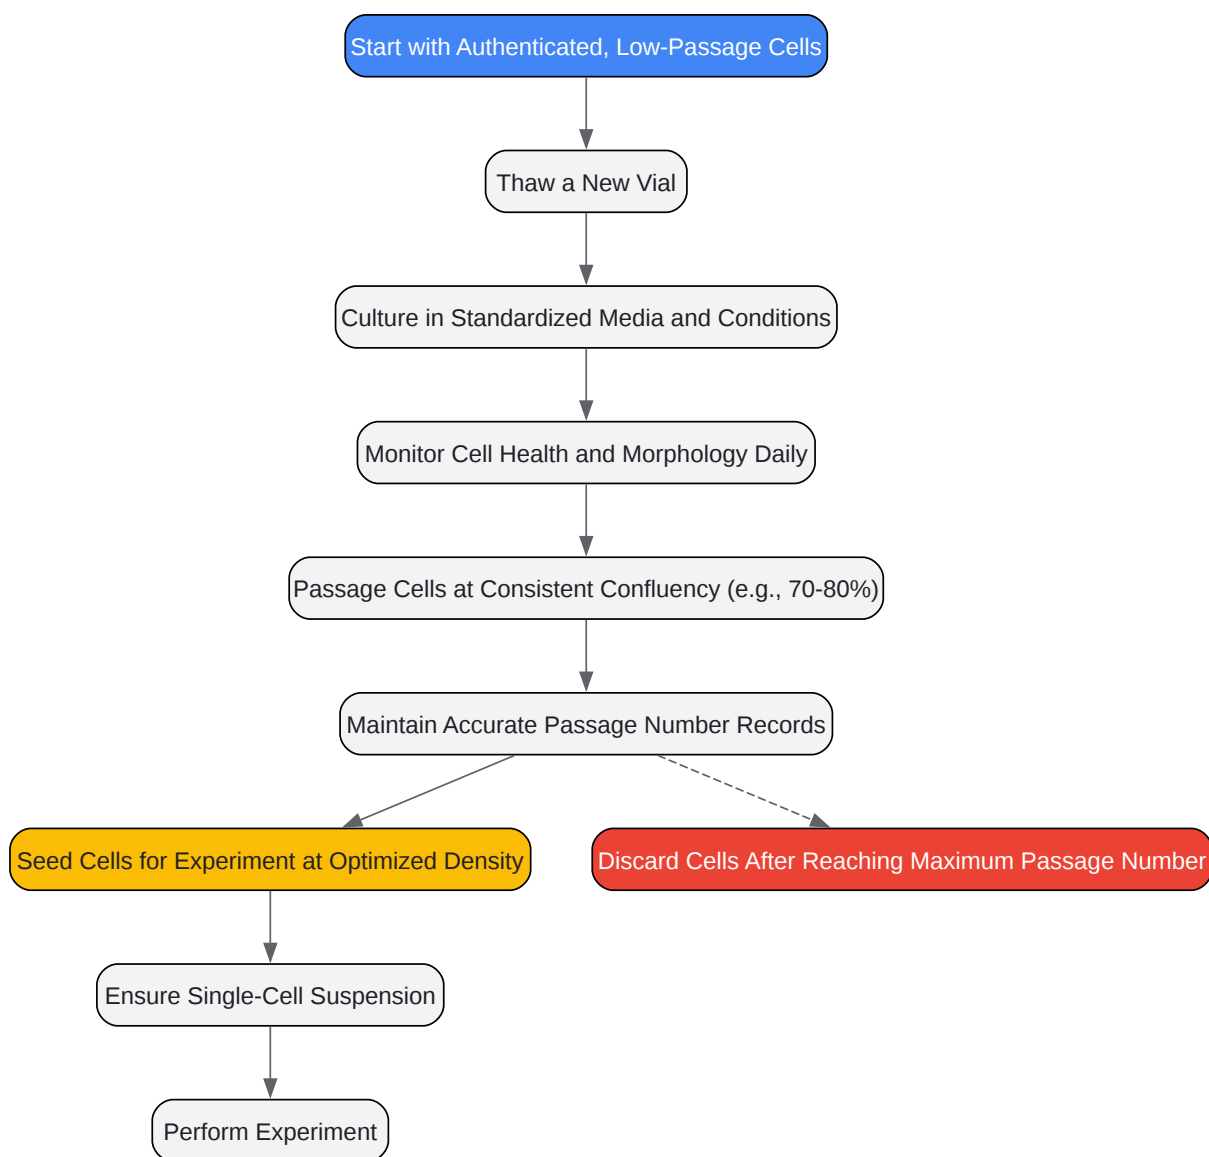 Start with Authenticated, Low-Passage Cells
Thaw a New Vial
Culture in Standardized Media and Conditions
Monitor Cell Health and Morphology Daily
Passage Cells at Consistent Confluency (e.g., 70-80%)
Maintain Accurate Passage Number Records
Seed Cells for Experiment at Optimized Density
Discard Cells After Reaching Maximum Passage Number
Ensure Single-Cell Suspension
Perform Experiment